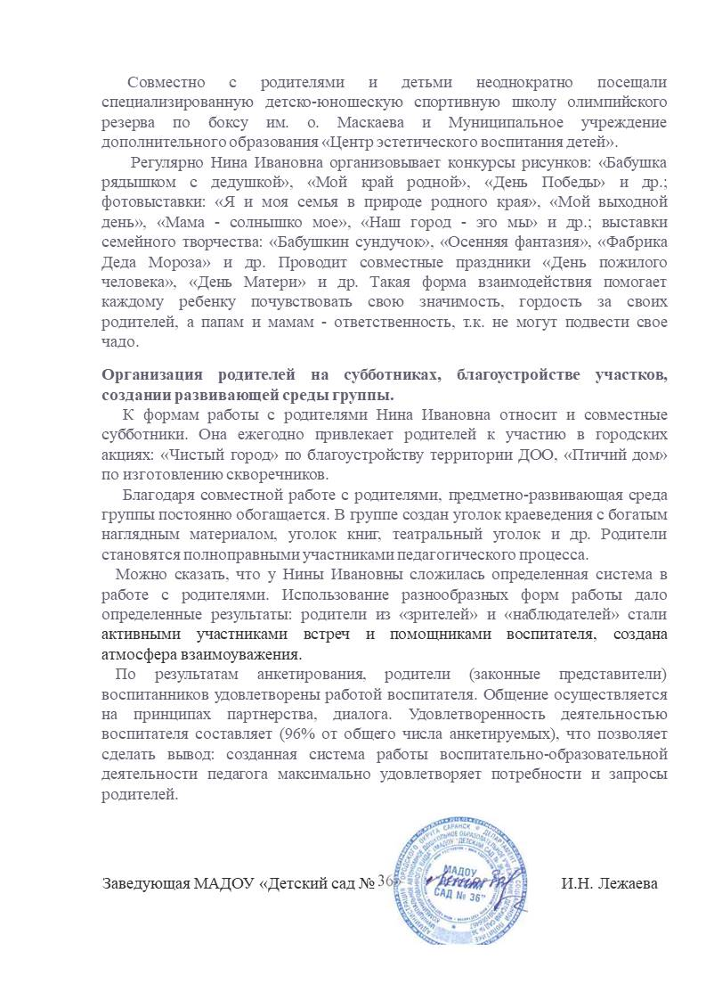 Совместно с родителями и детьми неоднократно посещали
специализированную детско-юношескую спортивную школу олимпийского
резерва по боксу им. о. Маскаева и Муниципальное учреждение
дополнительного образования «Центр эстетического воспитания детей».
Регулярно Нина Ивановна организовывает конкурсы рисунков: «Бабушка
рядышком с дедушкой», «Мой край родной», «День Победы» и др.;
фотовыставки: «Я и моя семья в природе родного края», «Мой выходной
день», «Мама - солнышко мое», «Наш город - эго мы» и др.; выставки
семейного творчества: «Бабушкин сундучок», «Осенняя фантазия», «Фабрика
Деда Мороза» и др. Проводит совместные праздники «День пожилого
человека», «День Матери» и др. Такая форма взаимодействия помогает
каждому ребенку почувствовать свою значимость, гордость за своих
родителей, а папам и мамам - ответственность, т.к. не могут подвести свое
чадо.
Организация родителей на субботниках, благоустройстве участков,
создании развивающей среды группы.
К формам работы с родителями Нина Ивановна относит и совместные
субботники. Она ежегодно привлекает родителей к участию в городских
акциях: «Чистый город» по благоустройству территории ДОО, «Птичий дом»
по изготовлению скворечников.
Благодаря совместной работе с родителями, предметно-развивающая среда
группы постоянно обогащается. В группе создан уголок краеведения с богатым
наглядным материалом, уголок книг, театральный уголок и др. Родители
становятся полноправными участниками педагогического процесса.
Можно сказать, что у Нины Ивановны сложилась определенная система в
работе с родителями. Использование разнообразных форм работы дало
определенные результаты: родители из «зрителей» и «наблюдателей» стали
активными участниками встреч и помощниками воспитателя, создана
атмосфера взаимоуважения.
По результатам анкетирования, родители (законные представители)
воспитанников удовлетворены работой воспитателя. Общение осуществляется
на принципах партнерства, диалога. Удовлетворенность деятельностью
воспитателя составляет (96% от общего числа анкетируемых), что позволяет
сделать вывод: созданная система работы воспитательно-образовательной
деятельности педагога максимально удовлетворяет потребности и запросы
родителей.
Заведующая МАДОУ «Детский сад № 36» И.Н. Лежаева
МАДОУ
САД № 36"